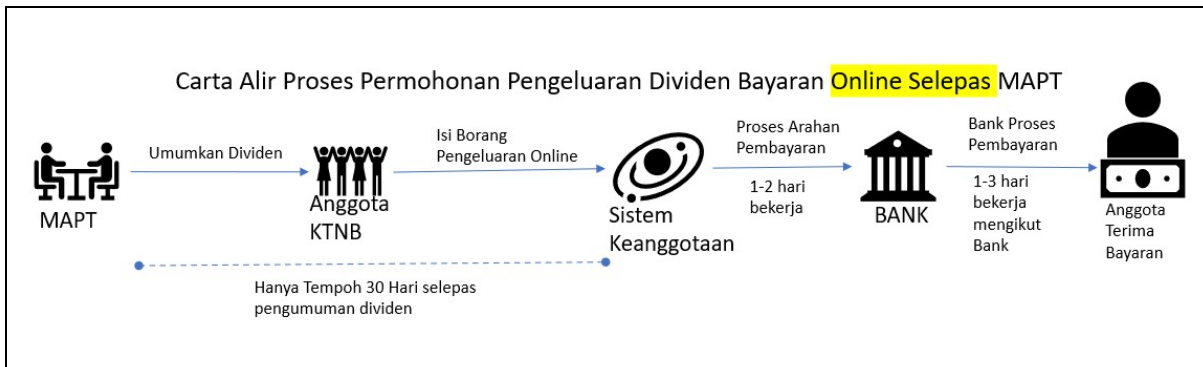 Carta Alir Proses Permohonan Pengeluaran Dividen Bayaran Online Selepas MAPT
MAPT
Umumkan Dividen
Anggota
KTNB
Isi Borang
Pengeluaran Online
Sistem
Keanggotaan
Proses Arahan
Pembayaran
1-2 hari
bekerja
BANK
Bank Proses
Pembayaran
1-3 hari
bekerja
mengikut
Bank
Anggota
Terima
Bayaran
Hanya Tempoh 30 Hari selepas
pengumuman dividen